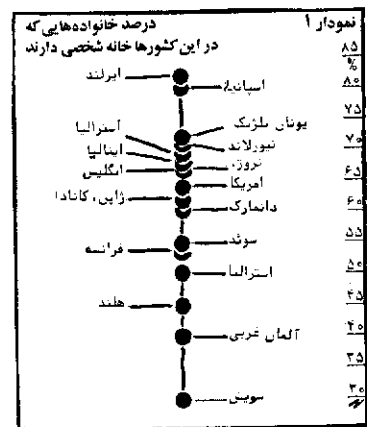 نمودار ۱
درصد خانواده‌هایی که
در این کشورها خانه شخصی دارند
۸۵
%
ایرلند
۸۰
اسپانیا
۷۵
یونان بلژیک
استرالیا
۷۰
نیوزلاند
ایتالیا
نروژ،
۶۵
انگلیس
امریکا
ژاپن، کانادا
۶۰
دانمارک
۵۵
سوئد
فرانسه
۵۰
استرالیا
۴۵
هلند
۴۰
آلمان غربی
۳۵
۳۰
سویس